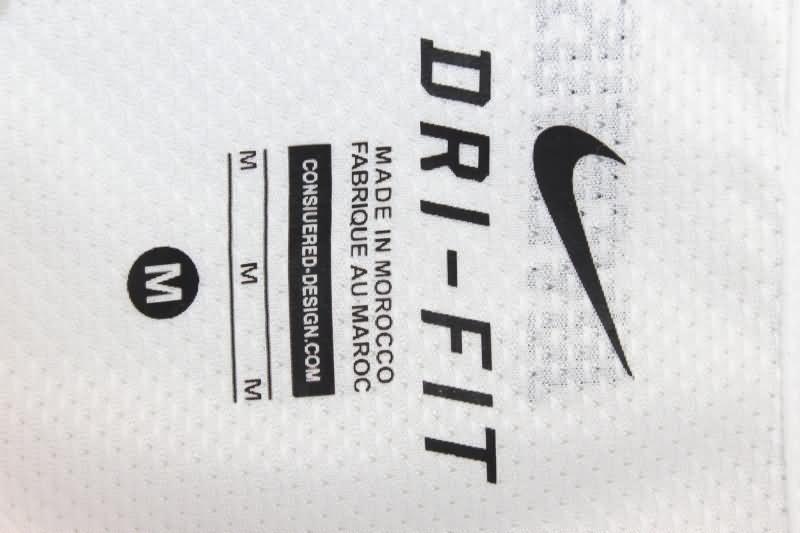 DRI-FIT
MADE IN MOROCCO
FABRIQUE AU MAROC
CONSIUERED-DESIGN.COM
M M M
M